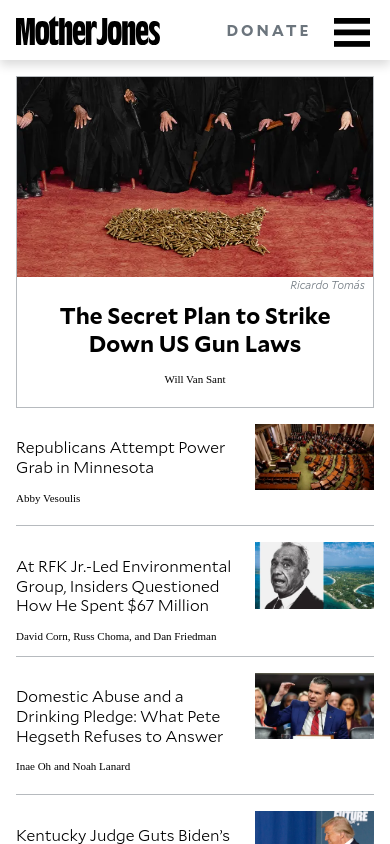 Mother Jones
DONATE
Ricardo Tomás
The Secret Plan to Strike
Down US Gun Laws
Will Van Sant
Republicans Attempt Power
Grab in Minnesota
Abby Vesoulis
At RFK Jr.-Led Environmental
Group, Insiders Questioned
How He Spent $67 Million
David Corn, Russ Choma, and Dan Friedman
Domestic Abuse and a
Drinking Pledge: What Pete
Hegseth Refuses to Answer
Inae Oh and Noah Lanard
FUTURE
Kentucky Judge Guts Biden’s